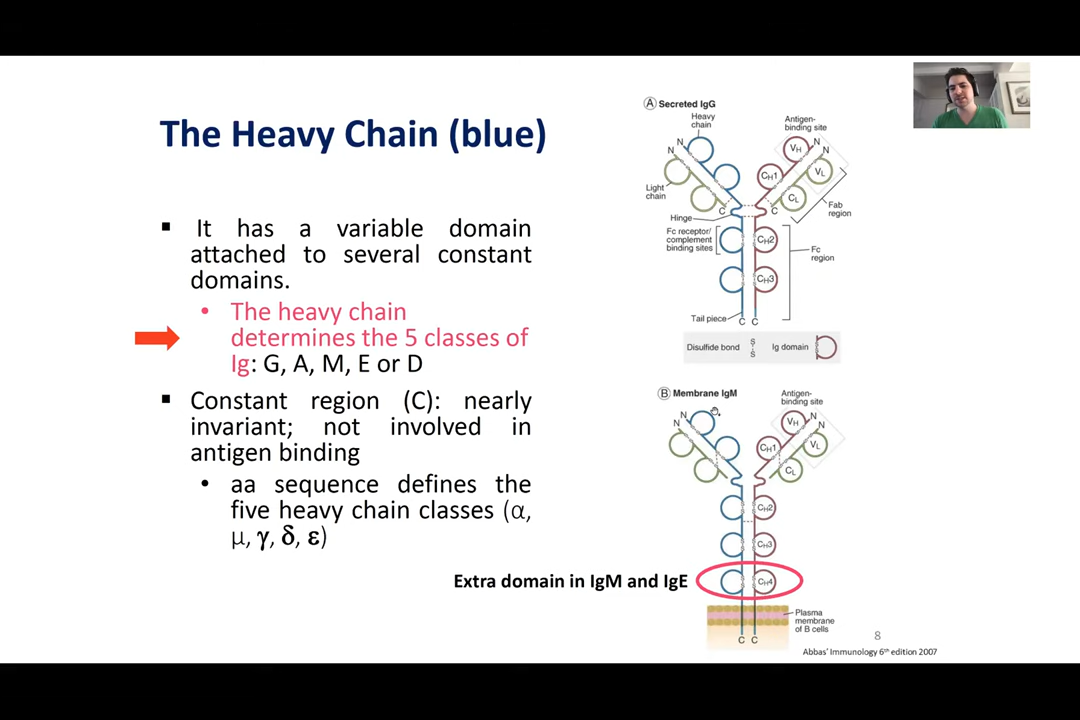 The Heavy Chain (blue)
▪ It has a variable domain
attached to several constant
domains.
• The heavy chain
determines the 5 classes of
Ig: G, A, M, E or D
▪ Constant region (C): nearly
invariant; not involved in
antigen binding
• aa sequence defines the
five heavy chain classes (α,
μ, γ, δ, ε)
Extra domain in IgM and IgE
A Secreted IgG
Heavy
chain
Antigen-
binding site
N
N
N
N
VH
VL
CH1
CL
Light
chain
C
C
Fab
region
Hinge
Fc receptor/
complement
binding sites
CH2
Fc
region
CH3
Tail piece
C C
Disulfide bond
S
S
Ig domain
B Membrane IgM
Antigen-
binding site
N
N
N
N
VH
VL
CH1
CL
CH2
CH3
CH4
Plasma
membrane
of B cells
C C
8
Abbas' Immunology 6th edition 2007